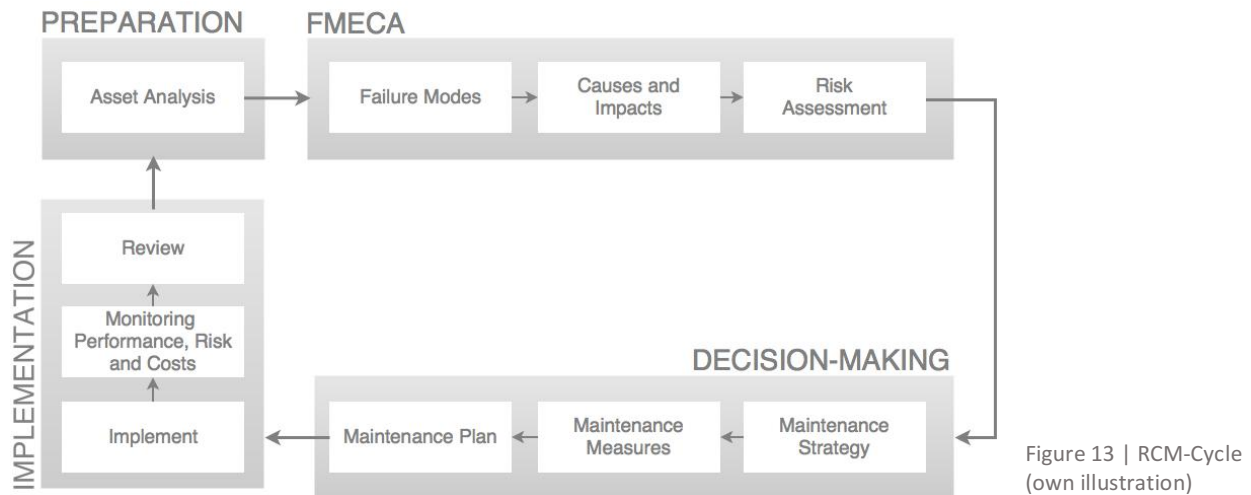 PREPARATION
Asset Analysis
FMECA
Failure Modes
Causes and
Impacts
Risk
Assessment
DECISION-MAKING
Maintenance
Strategy
Maintenance
Measures
Maintenance Plan
IMPLEMENTATION
Implement
Monitoring
Performance, Risk
and Costs
Review
Figure 13 | RCM-Cycle
(own illustration)